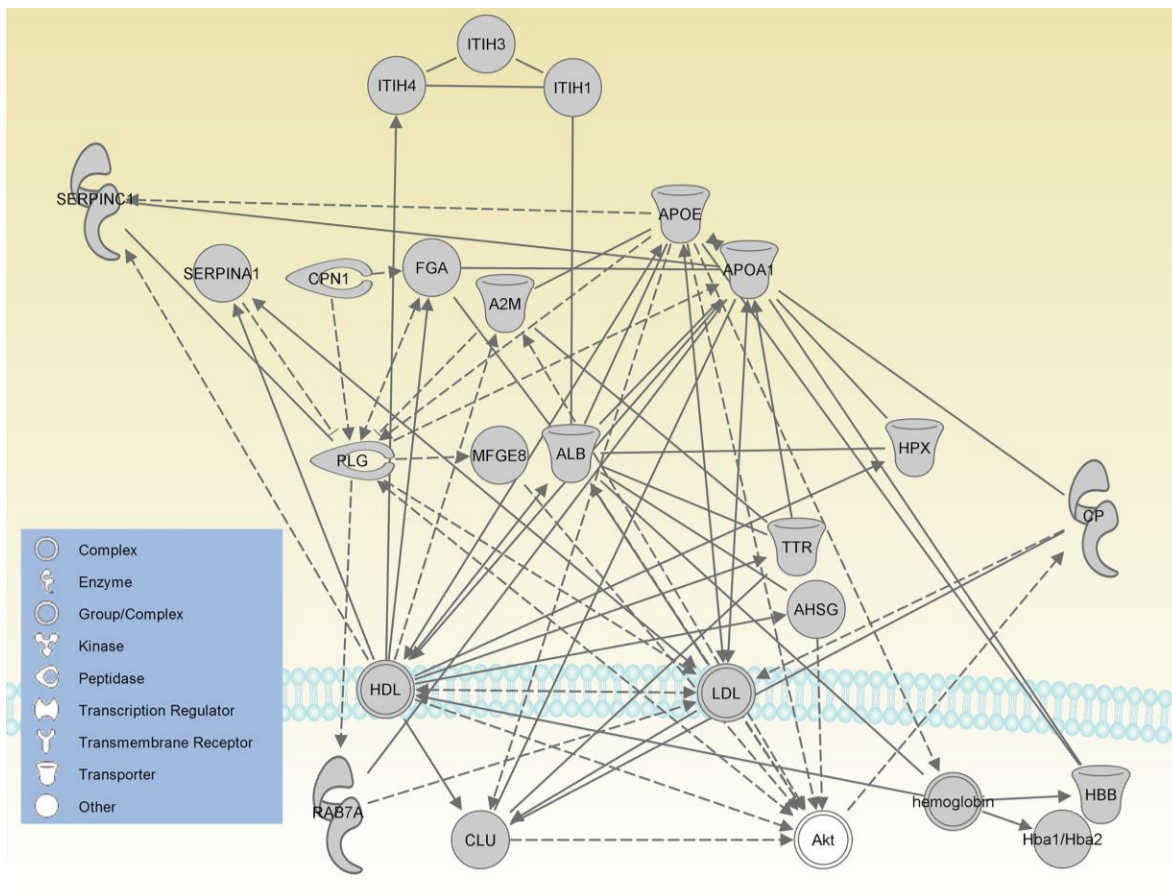 ITIH3
ITIH4
ITIH1
SERPINC1
APOE
APOA1
SERPINA1
CPN1
FGA
A2M
PLG
MFGE8
ALB
HPX
CP
TTR
AHSG
HDL
LDL
RAB7A
CLU
Akt
hemoglobin
HBB
Hba1/Hba2
Complex
Enzyme
Group/Complex
Kinase
Peptidase
Transcription Regulator
Transmembrane Receptor
Transporter
Other